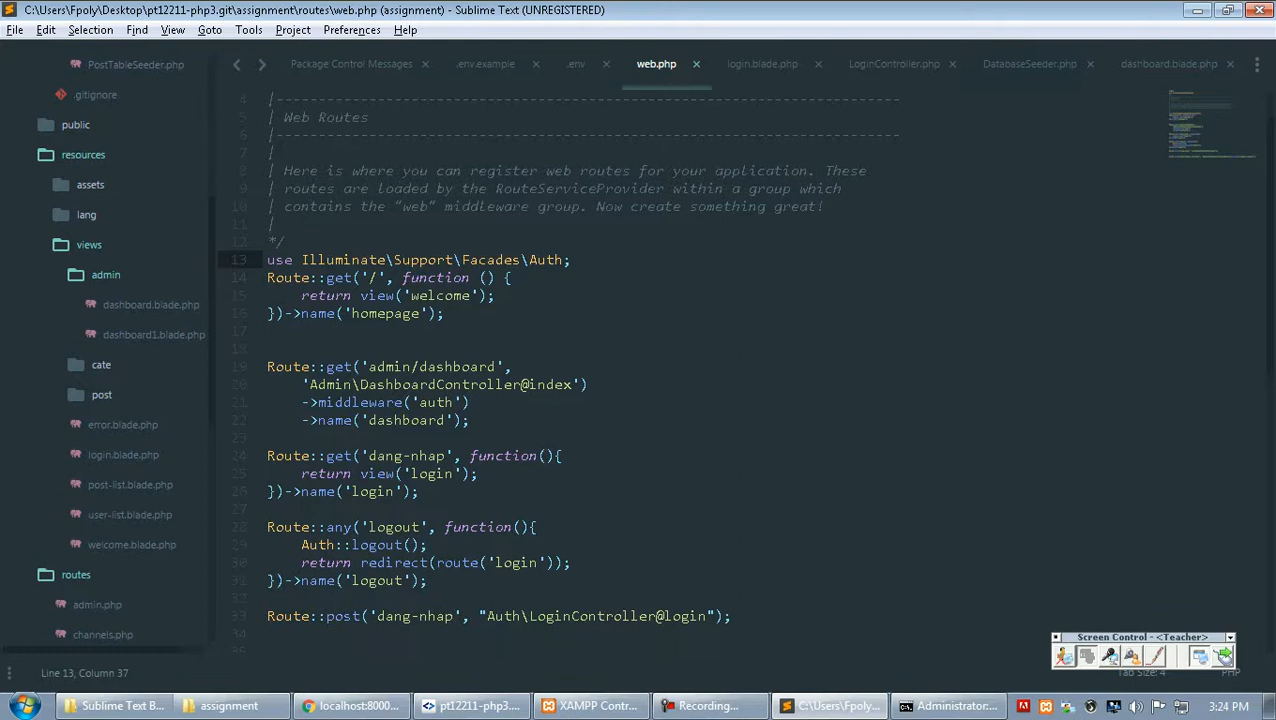 C:\Users\Fpoly\Desktop\pt12211-php3.git\assignment\routes\web.php (assignment) - Sublime Text (UNREGISTERED)
File Edit Selection Find View Goto Tools Project Preferences Help
Package Control Messages .env.example .env web.php login.blade.php LoginController.php DatabaseSeeder.php dashboard.blade.php
PostTableSeeder.php
.gitignore
public
resources
assets
lang
views
admin
dashboard.blade.php
dashboard1.blade.php
cate
post
error.blade.php
login.blade.php
post-list.blade.php
user-list.blade.php
welcome.blade.php
routes
admin.php
channels.php
4 |--------------------------------------------------------------------------
5 | Web Routes
6 |--------------------------------------------------------------------------
7 |
8 | Here is where you can register web routes for your application. These
9 | routes are loaded by the RouteServiceProvider within a group which
10 | contains the "web" middleware group. Now create something great!
11 |
12 */
13 use Illuminate\Support\Facades\Auth;
14 Route::get('/', function () {
15 return view('welcome');
16 })->name('homepage');
17
18
19 Route::get('admin/dashboard',
20 'Admin\DashboardController@index')
21 ->middleware('auth')
22 ->name('dashboard');
23
24 Route::get('dang-nhap', function(){
25 return view('login');
26 })->name('login');
27
28 Route::any('logout', function(){
29 Auth::logout();
30 return redirect(route('login'));
31 })->name('logout');
32
33 Route::post('dang-nhap', "Auth\LoginController@login");
34
35
Screen Control - <Teacher>
Line 13, Column 37
Tab Size: 4
PHP
Sublime Text B...
assignment
localhost:8000...
pt12211-php3....
XAMPP Contr...
Recording...
C:\Users\Fpol...
Administrator:...
3:24 PM